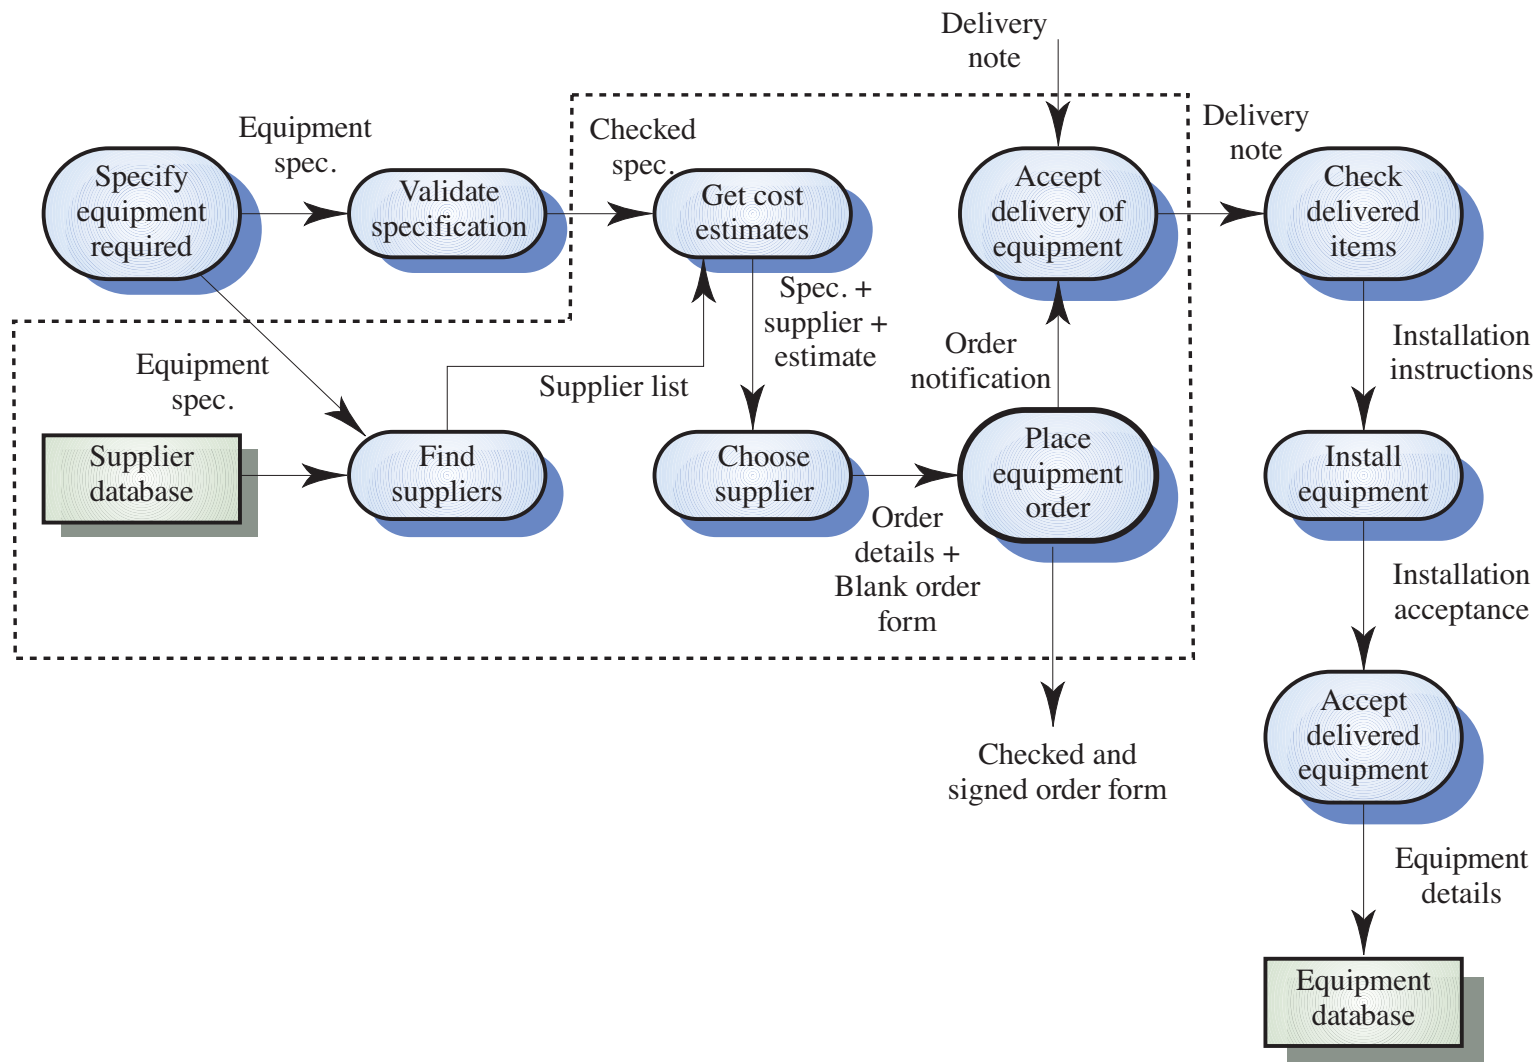 Delivery
note
Equipment
spec.
Checked
spec.
Delivery
note
Specify
equipment
required
Validate
specification
Get cost
estimates
Accept
delivery of
equipment
Check
delivered
items
Spec. +
supplier +
estimate
Equipment
spec.
Supplier list
Order
notification
Installation
instructions
Supplier
database
Find
suppliers
Choose
supplier
Place
equipment
order
Install
equipment
Order
details +
Blank order
form
Installation
acceptance
Checked and
signed order form
Accept
delivered
equipment
Equipment
details
Equipment
database